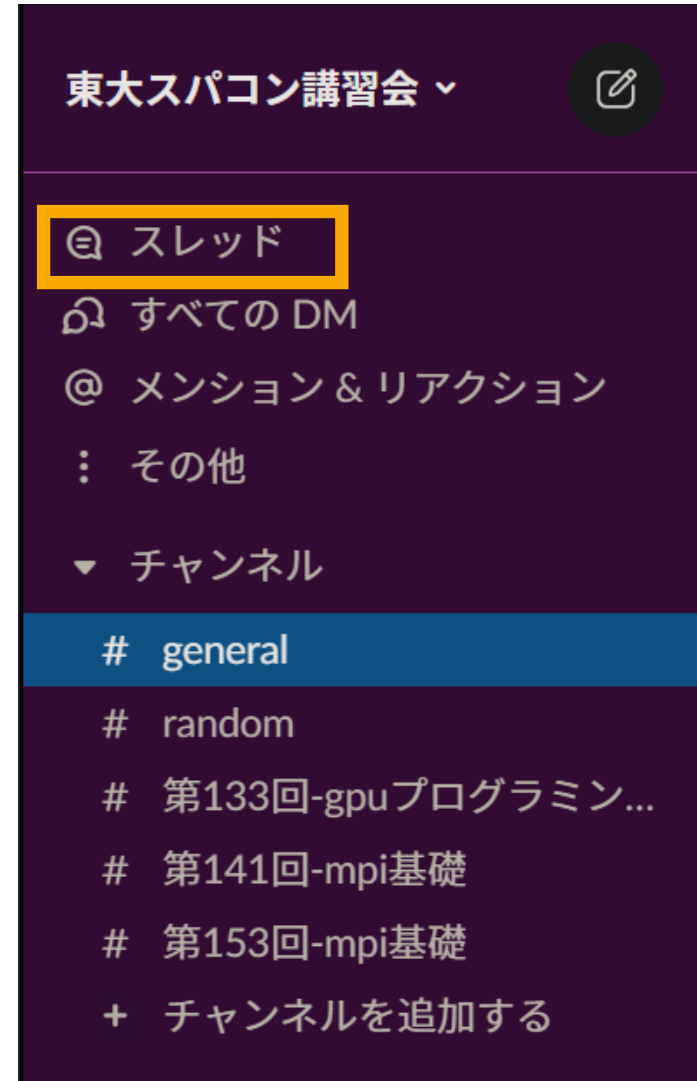 東大スパコン講習会
スレッド
すべての DM
@ メンション & リアクション
その他
チャンネル
# general
# random
# 第133回-gpuプログラミン...
# 第141回-mpi基礎
# 第153回-mpi基礎
+ チャンネルを追加する